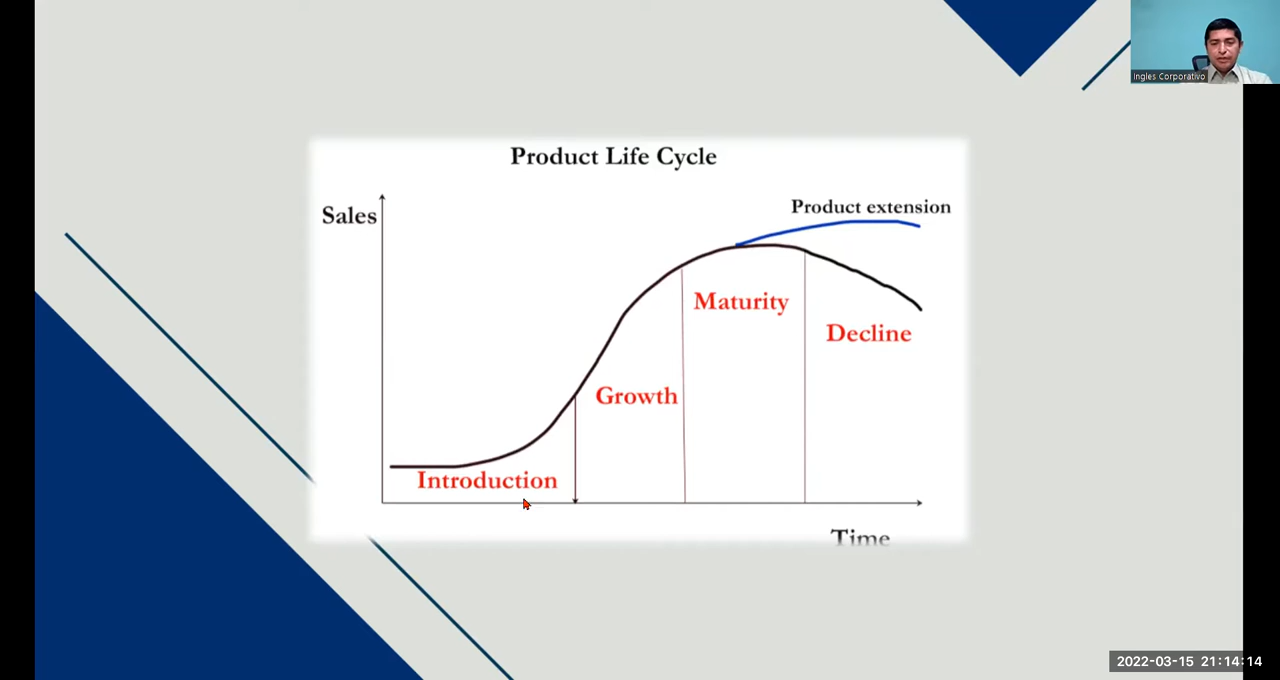 Ingles Corporativo
Product Life Cycle
Product extension
Sales
Maturity
Decline
Growth
Introduction
Time
2022-03-15 21:14:14